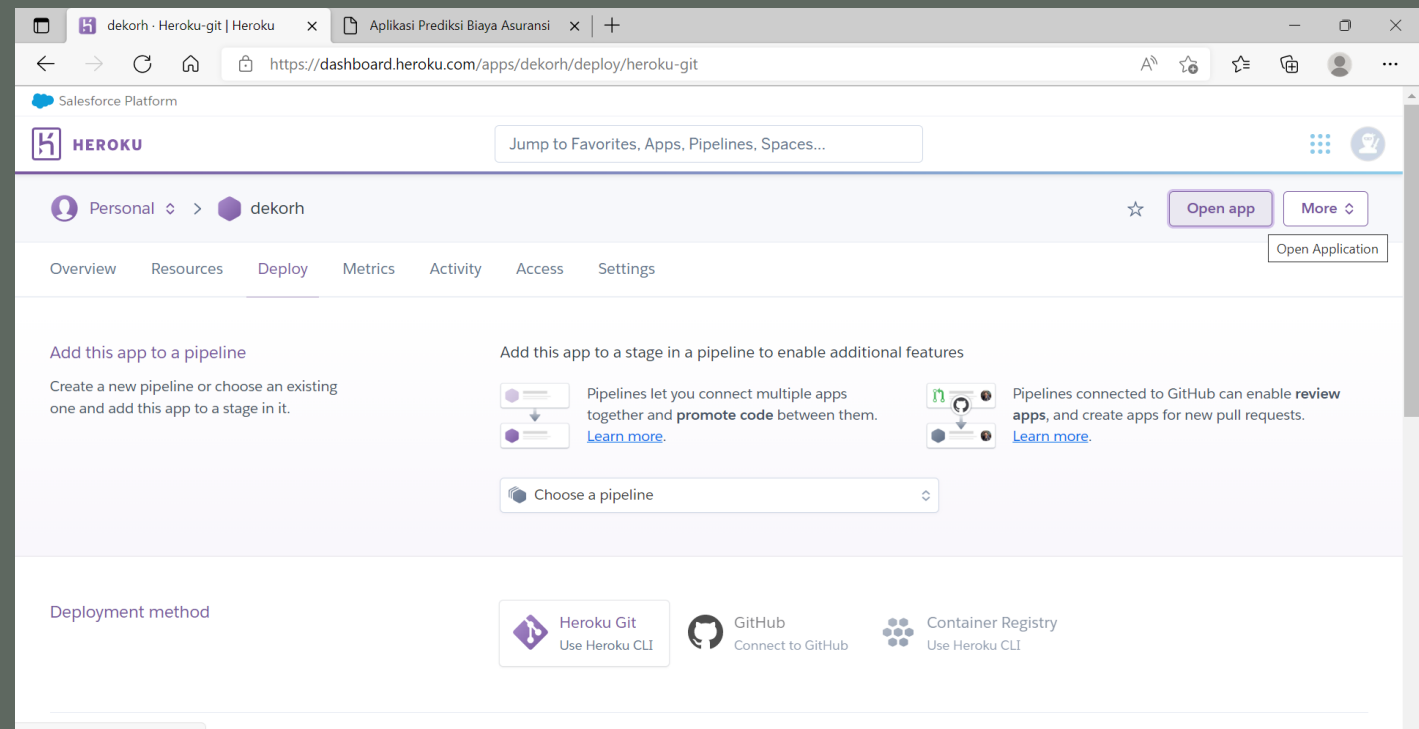 dekorh · Heroku-git | Heroku
Aplikasi Prediksi Biaya Asuransi
https://dashboard.heroku.com/apps/dekorh/deploy/heroku-git
Salesforce Platform
HEROKU
Jump to Favorites, Apps, Pipelines, Spaces...
Personal > dekorh
Open app
More
Open Application
Overview Resources Deploy Metrics Activity Access Settings
Add this app to a pipeline
Create a new pipeline or choose an existing
one and add this app to a stage in it.
Add this app to a stage in a pipeline to enable additional features
Pipelines let you connect multiple apps
together and promote code between them.
Learn more.
Pipelines connected to GitHub can enable review
apps, and create apps for new pull requests.
Learn more.
Choose a pipeline
Deployment method
Heroku Git
Use Heroku CLI
GitHub
Connect to GitHub
Container Registry
Use Heroku CLI